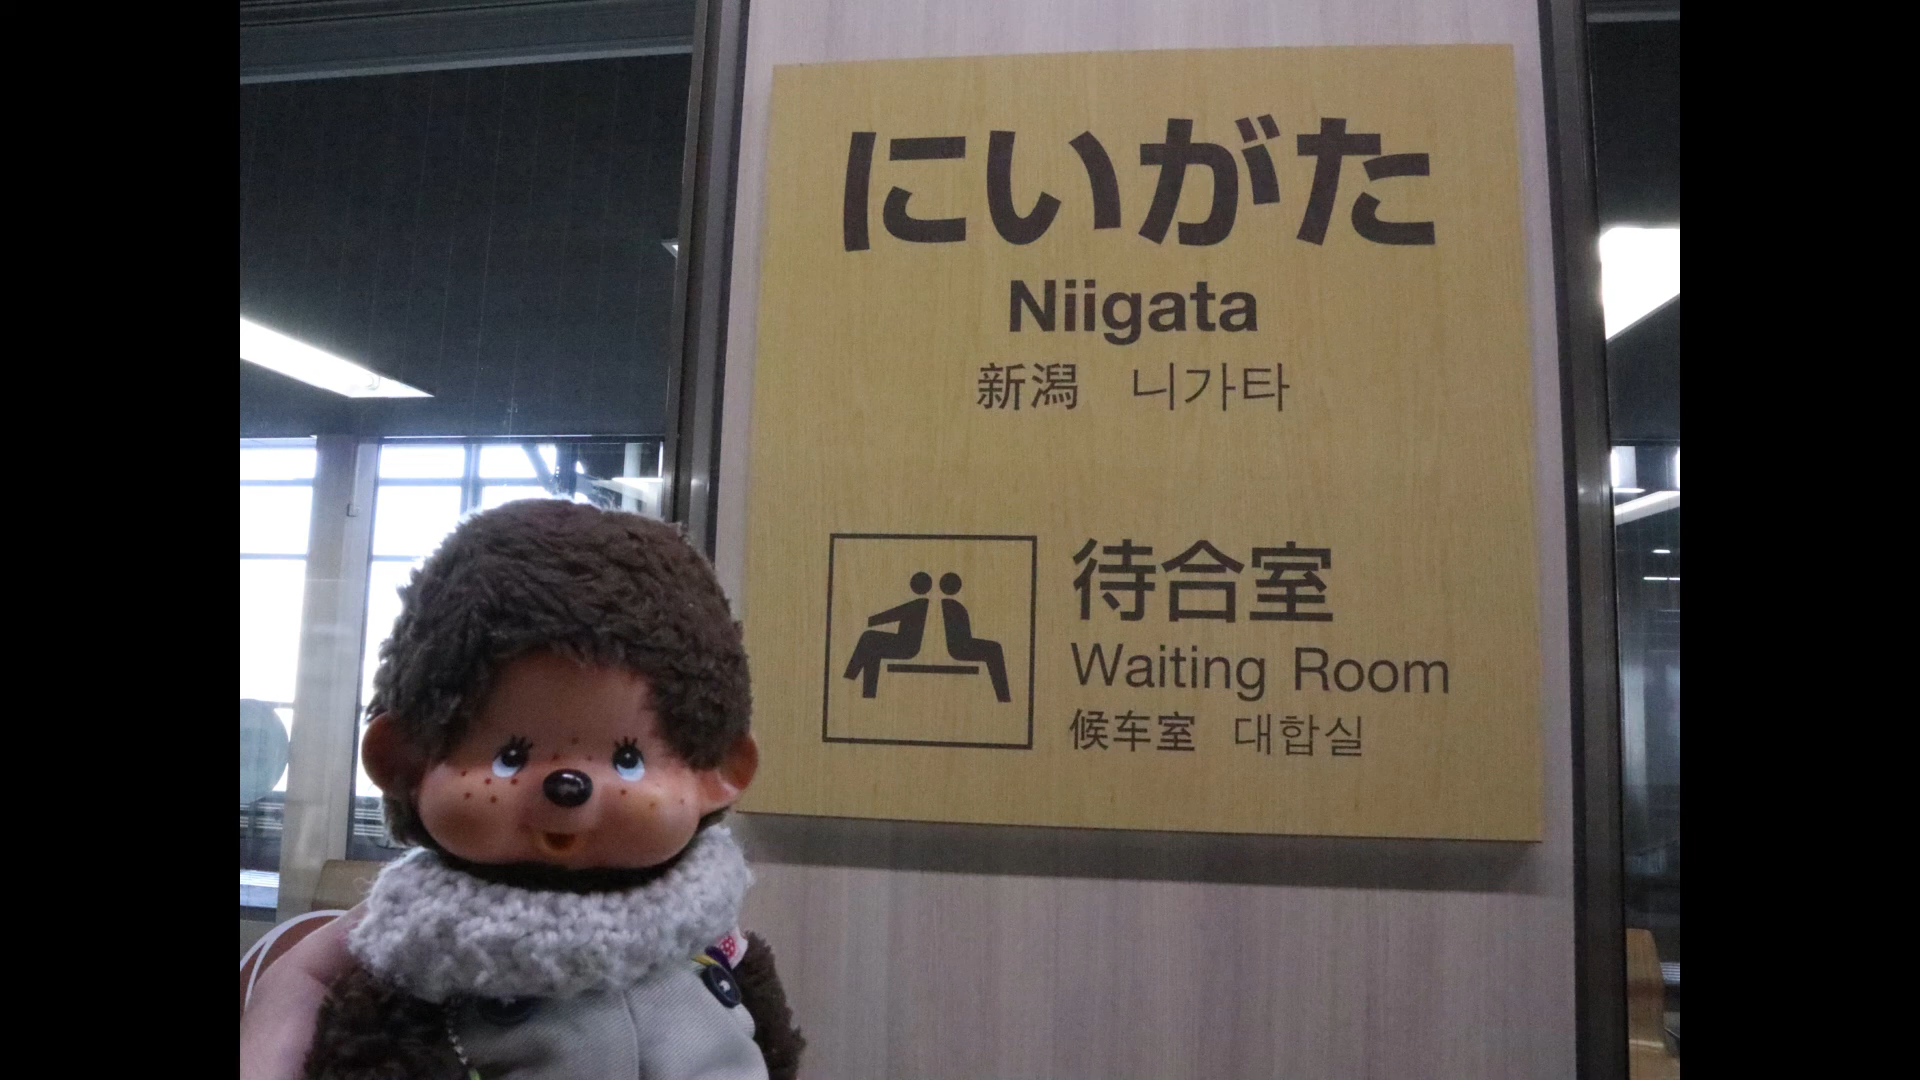 にいがた
Niigata
新潟 니가타
待合室
Waiting Room
候车室 대합실